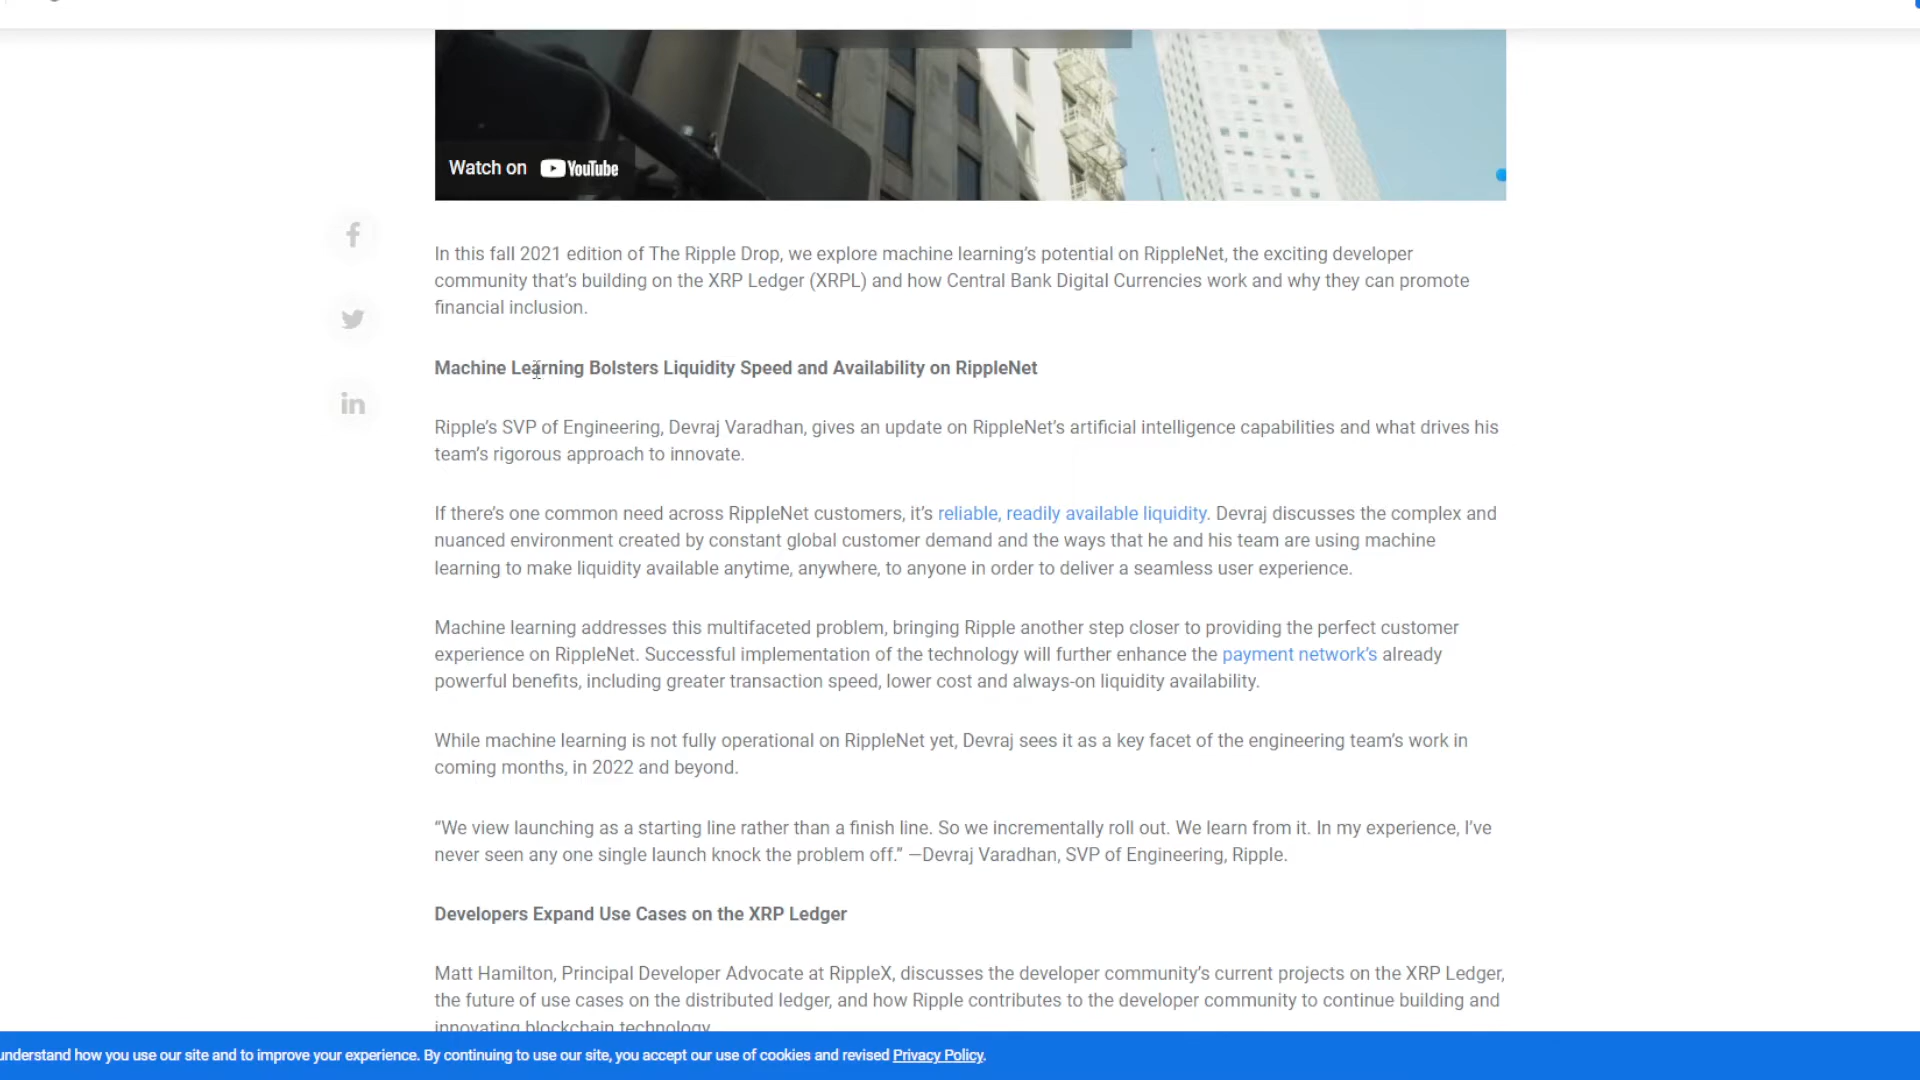 Watch on YouTube
In this fall 2021 edition of The Ripple Drop, we explore machine learning’s potential on RippleNet, the exciting developer
community that’s building on the XRP Ledger (XRPL) and how Central Bank Digital Currencies work and why they can promote
financial inclusion.
Machine Learning Bolsters Liquidity Speed and Availability on RippleNet
Ripple’s SVP of Engineering, Devraj Varadhan, gives an update on RippleNet’s artificial intelligence capabilities and what drives his
team’s rigorous approach to innovate.
If there’s one common need across RippleNet customers, it’s reliable, readily available liquidity. Devraj discusses the complex and
nuanced environment created by constant global customer demand and the ways that he and his team are using machine
learning to make liquidity available anytime, anywhere, to anyone in order to deliver a seamless user experience.
Machine learning addresses this multifaceted problem, bringing Ripple another step closer to providing the perfect customer
experience on RippleNet. Successful implementation of the technology will further enhance the payment network’s already
powerful benefits, including greater transaction speed, lower cost and always-on liquidity availability.
While machine learning is not fully operational on RippleNet yet, Devraj sees it as a key facet of the engineering team’s work in
coming months, in 2022 and beyond.
“We view launching as a starting line rather than a finish line. So we incrementally roll out. We learn from it. In my experience, I’ve
never seen any one single launch knock the problem off.” —Devraj Varadhan, SVP of Engineering, Ripple.
Developers Expand Use Cases on the XRP Ledger
Matt Hamilton, Principal Developer Advocate at RippleX, discusses the developer community’s current projects on the XRP Ledger,
the future of use cases on the distributed ledger, and how Ripple contributes to the developer community to continue building and
innovating blockchain technology.
understand how you use our site and to improve your experience. By continuing to use our site, you accept our use of cookies and revised Privacy Policy.